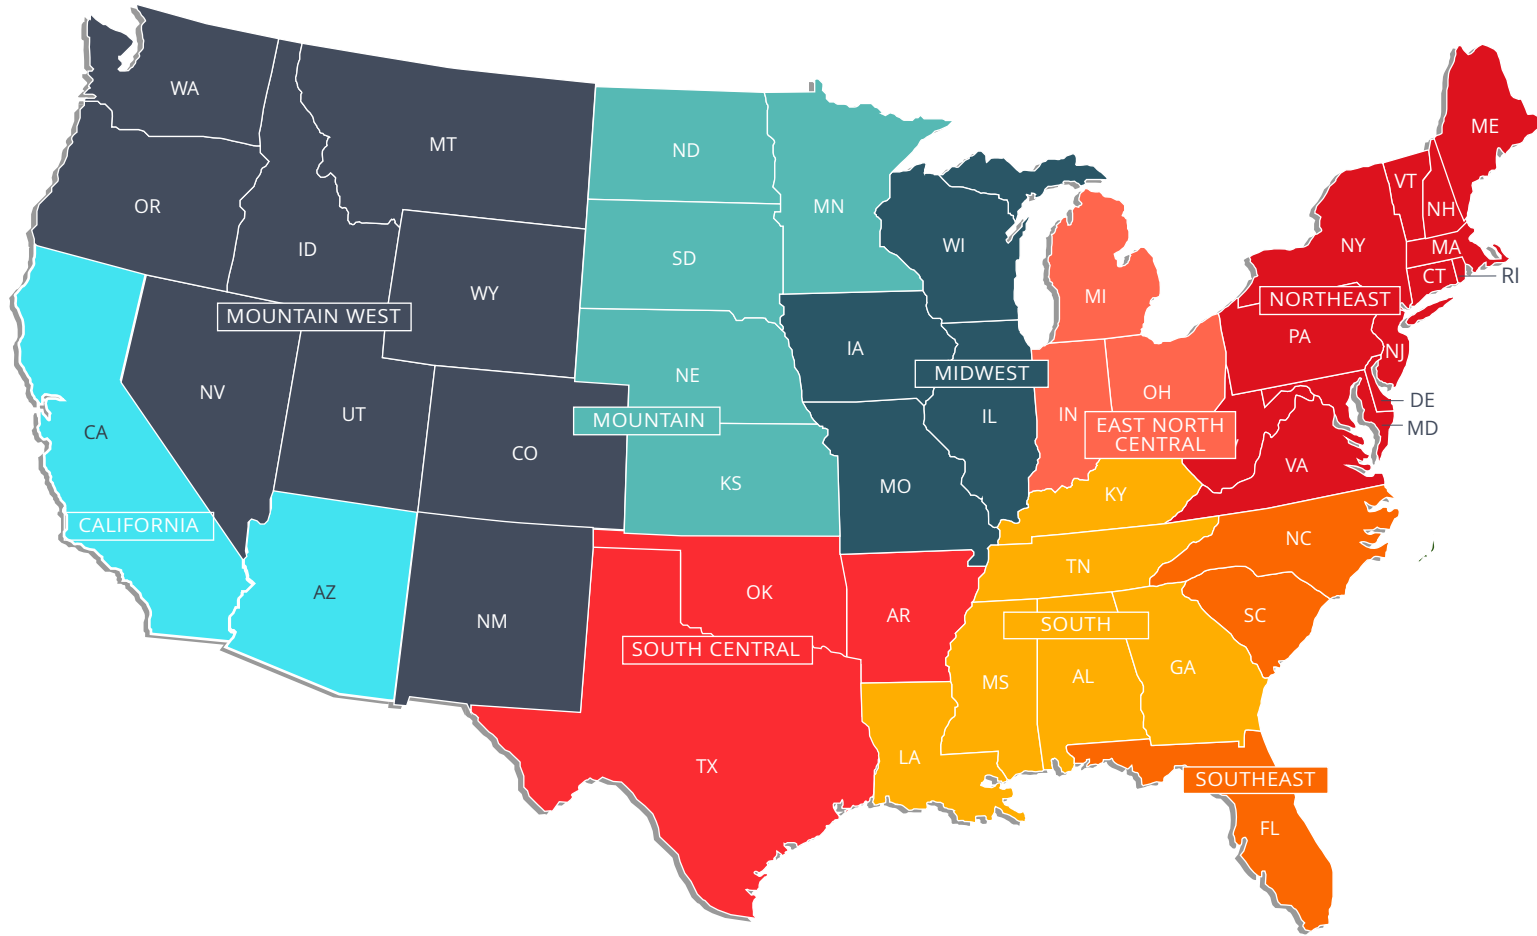 WA
MT
ME
ND
VT
OR
MN
NH
ID
WI
NY
MA
SD
CT
RI
WY
MI
NORTHEAST
MOUNTAIN WEST
PA
IA
NJ
MIDWEST
NE
NV
OH
DE
UT
IL
IN
MOUNTAIN
EAST NORTH
CENTRAL
MD
CA
CO
VA
KS
MO
KY
CALIFORNIA
NC
TN
AZ
OK
AR
SC
NM
SOUTH
SOUTH CENTRAL
GA
MS
AL
LA
TX
SOUTHEAST
FL